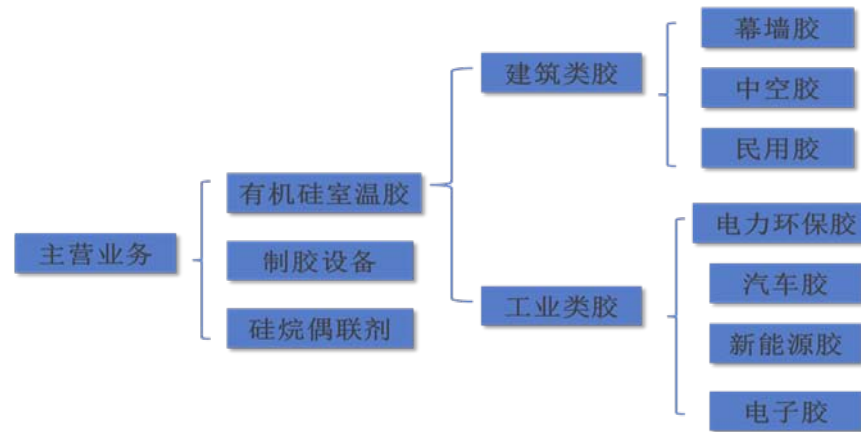 主营业务
有机硅室温胶
制胶设备
硅烷偶联剂
建筑类胶
工业类胶
幕墙胶
中空胶
民用胶
电力环保胶
汽车胶
新能源胶
电子胶